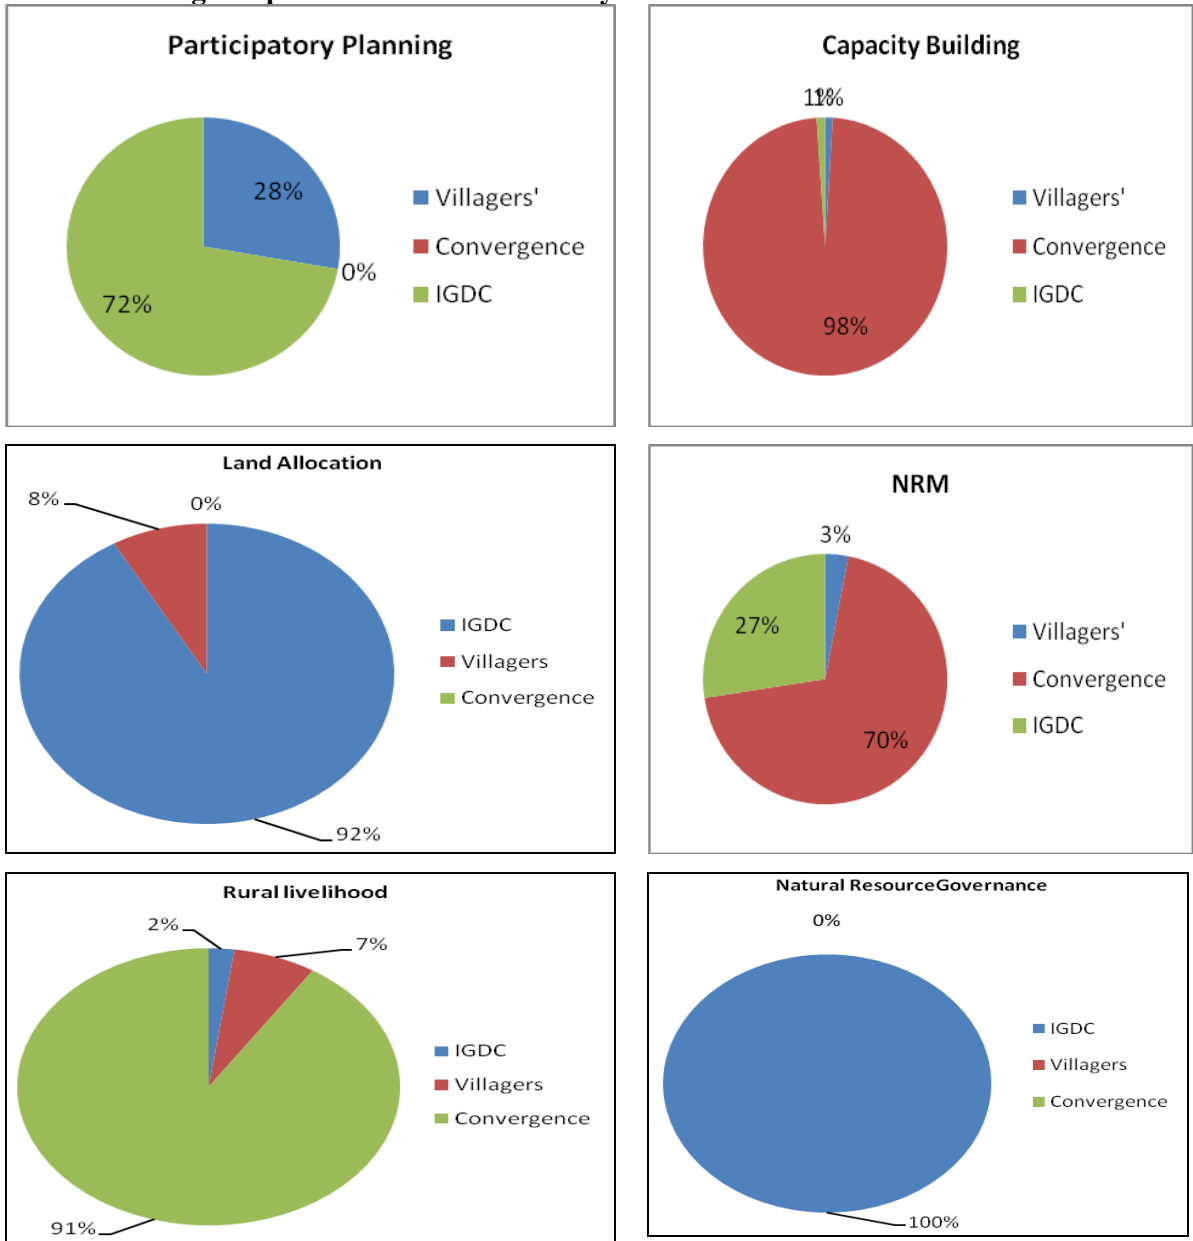 Participatory Planning
28%
0%
72%
Villagers'
Convergence
IGDC
Capacity Building
1%
1%
98%
Villagers'
Convergence
IGDC
Land Allocation
8%
0%
92%
IGDC
Villagers
Convergence
NRM
3%
27%
70%
Villagers'
Convergence
IGDC
Rural livelihood
2%
7%
91%
IGDC
Villagers
Convergence
Natural ResourceGovernance
0%
100%
IGDC
Villagers
Convergence